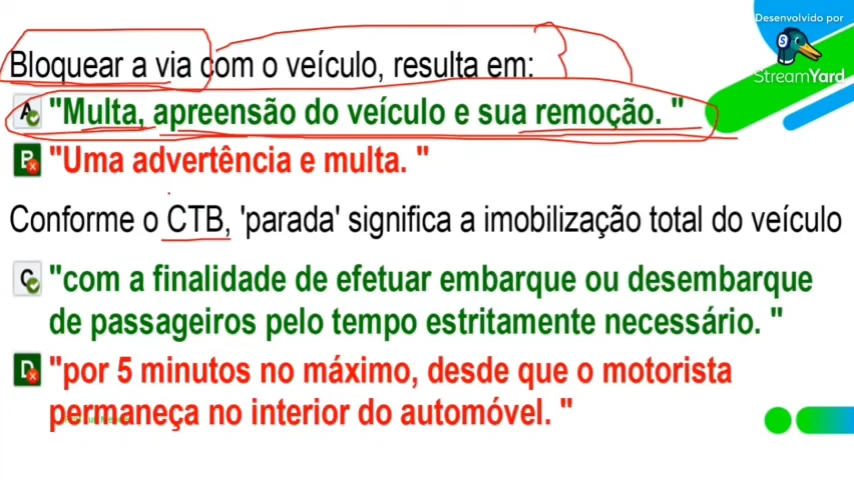 Desenvolvido por
StreamYard
Bloquear a via com o veículo, resulta em:
A "Multa, apreensão do veículo e sua remoção. "
B "Uma advertência e multa. "
Conforme o CTB, 'parada' significa a imobilização total do veículo
C "com a finalidade de efetuar embarque ou desembarque
de passageiros pelo tempo estritamente necessário. "
D "por 5 minutos no máximo, desde que o motorista
permaneça no interior do automóvel. "